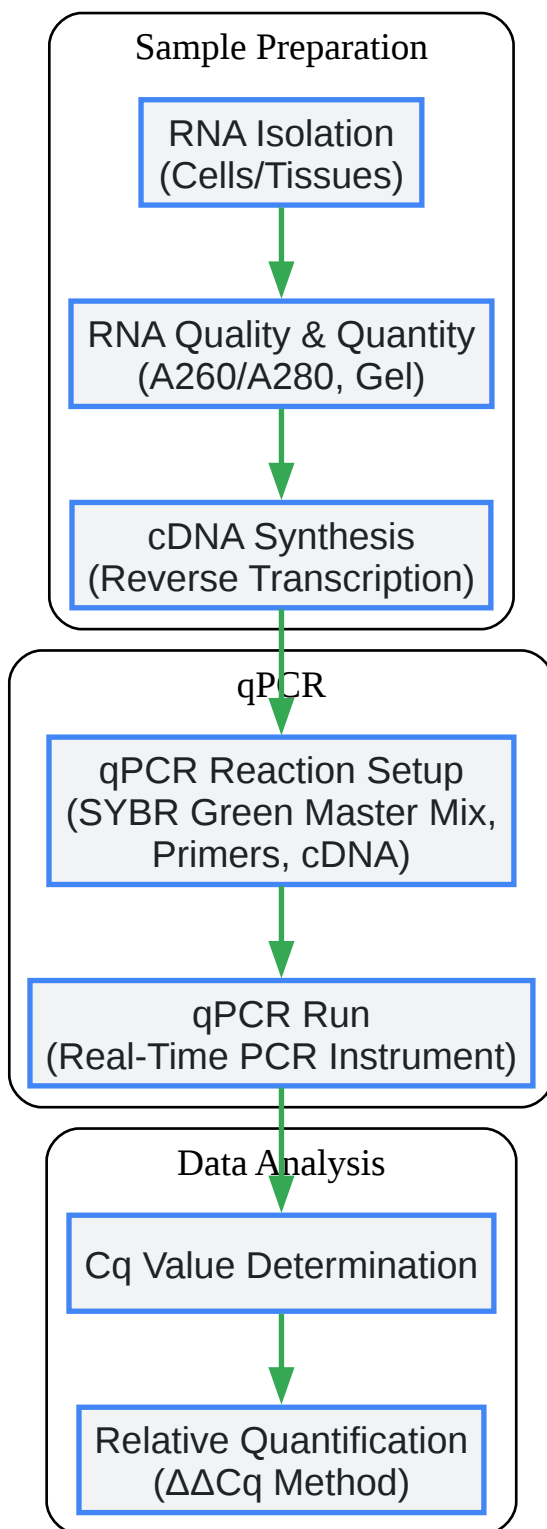 Sample Preparation
RNA Isolation
(Cells/Tissues)
RNA Quality & Quantity
(A260/A280, Gel)
cDNA Synthesis
(Reverse Transcription)
qPCR
qPCR Reaction Setup
(SYBR Green Master Mix,
Primers, cDNA)
qPCR Run
(Real-Time PCR Instrument)
Data Analysis
Cq Value Determination
Relative Quantification
(ΔΔCq Method)